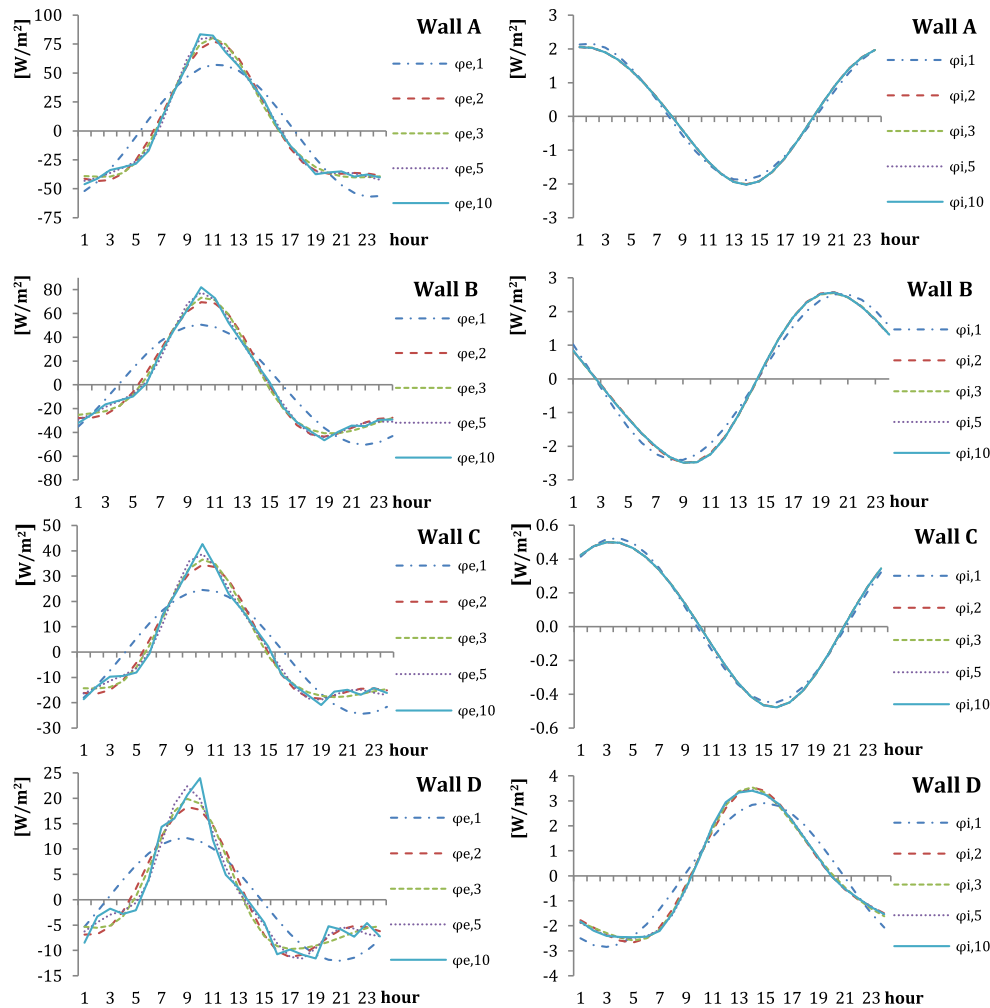 Wall A
[W/m²]
100
75
50
25
0
-25
-50
-75
1 3 5 7 9 11 13 15 17 19 21 23 hour
φe,1
φe,2
φe,3
φe,5
φe,10
Wall A
[W/m²]
3
2
1
0
-1
-2
-3
1 3 5 7 9 11 13 15 17 19 21 23 hour
φi,1
φi,2
φi,3
φi,5
φi,10
Wall B
[W/m²]
80
60
40
20
0
-20
-40
-60
-80
1 3 5 7 9 11 13 15 17 19 21 23 hour
φe,1
φe,2
φe,3
φe,5
φe,10
Wall B
[W/m²]
3
2
1
0
-1
-2
-3
1 3 5 7 9 11 13 15 17 19 21 23 hour
φi,1
φi,2
φi,3
φi,5
φi,10
Wall C
[W/m²]
50
40
30
20
10
0
-10
-20
-30
1 3 5 7 9 11 13 15 17 19 21 23 hour
φe,1
φe,2
φe,3
φe,5
φe,10
Wall C
[W/m²]
0.6
0.4
0.2
0.0
-0.2
-0.4
-0.6
1 3 5 7 9 11 13 15 17 19 21 23 hour
φi,1
φi,2
φi,3
φi,5
φi,10
Wall D
[W/m²]
25
20
15
10
5
0
-5
-10
-15
1 3 5 7 9 11 13 15 17 19 21 23 hour
φe,1
φe,2
φe,3
φe,5
φe,10
Wall D
[W/m²]
4
3
2
1
0
-1
-2
-3
-4
1 3 5 7 9 11 13 15 17 19 21 23 hour
φi,1
φi,2
φi,3
φi,5
φi,10